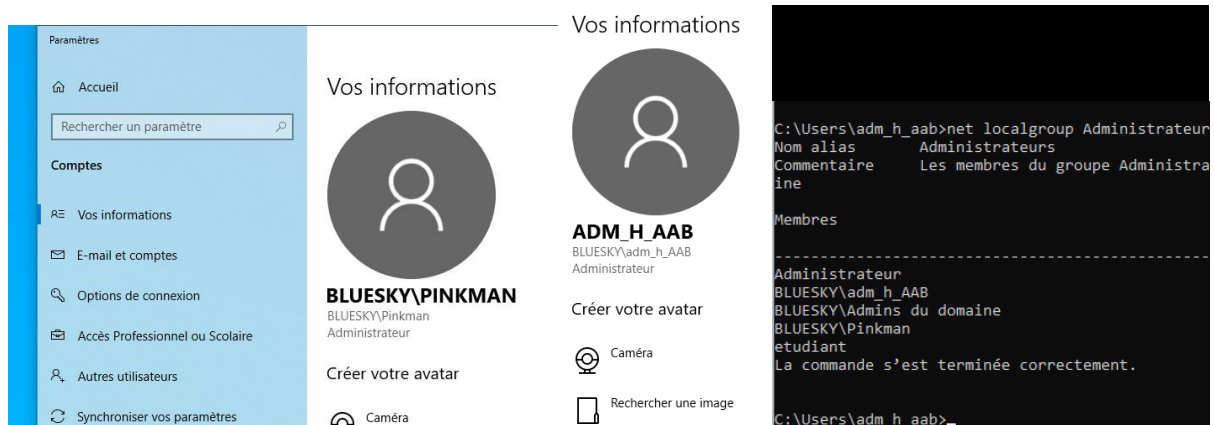 Paramètres
Accueil
Rechercher un paramètre
Comptes
Vos informations
E-mail et comptes
Options de connexion
Accès Professionnel ou Scolaire
Autres utilisateurs
Synchroniser vos paramètres
Vos informations
BLUESKY\PINKMAN
BLUESKY\Pinkman
Administrateur
Créer votre avatar
Caméra
Vos informations
ADM_H_AAB
BLUESKY\adm_h_AAB
Administrateur
Créer votre avatar
Caméra
Rechercher une image
C:\Users\adm_h_aab>net localgroup Administrateur
Nom alias Administrateurs
Commentaire Les membres du groupe Administra
ine
Membres
-------------------------------------------------
Administrateur
BLUESKY\adm_h_AAB
BLUESKY\Admins du domaine
BLUESKY\Pinkman
etudiant
La commande s’est terminée correctement.
C:\Users\adm_h_aab>_